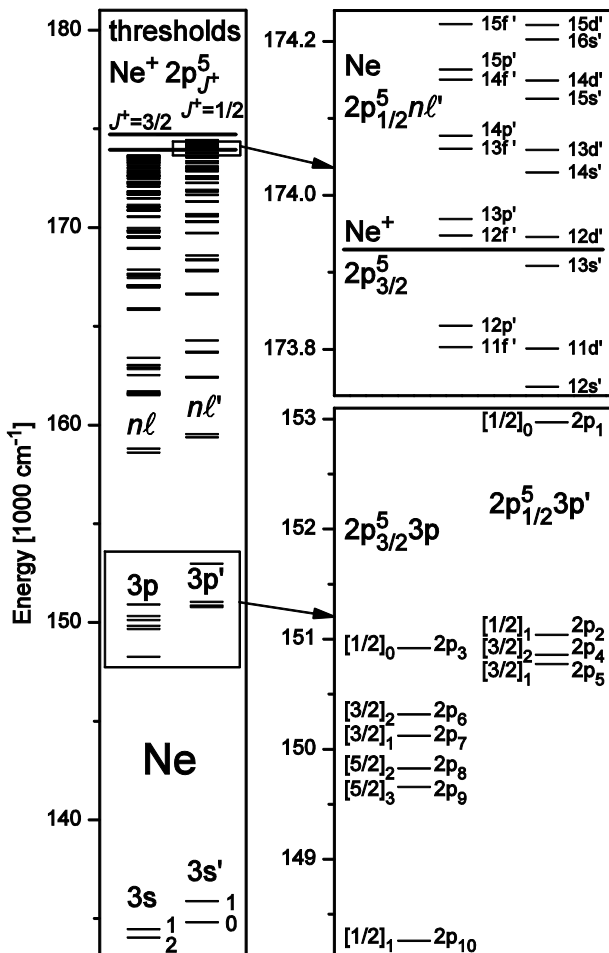 Energy [1000 cm⁻¹]
180
170
160
150
140
thresholds
Ne⁺ 2p⁵_J⁺
J⁺=3/2
J⁺=1/2
nℓ
nℓ'
3p
3p'
Ne
3s
3s'
1
2
1
0
174.2
174.0
173.8
Ne
2p⁵₁/₂nℓ'
Ne⁺
2p⁵₃/₂
15f'
15d'
16s'
15p'
14f'
14d'
15s'
14p'
13f'
13d'
14s'
13p'
12f'
12d'
13s'
12p'
11f'
11d'
12s'
153
152
151
150
149
[1/2]₀ 2p₁
2p⁵₃/₂3p
2p⁵₁/₂3p'
[1/2]₁ 2p₂
[3/2]₂ 2p₄
[3/2]₁ 2p₅
[1/2]₀ 2p₃
[3/2]₂ 2p₆
[3/2]₁ 2p₇
[5/2]₂ 2p₈
[5/2]₃ 2p₉
[1/2]₁ 2p₁₀